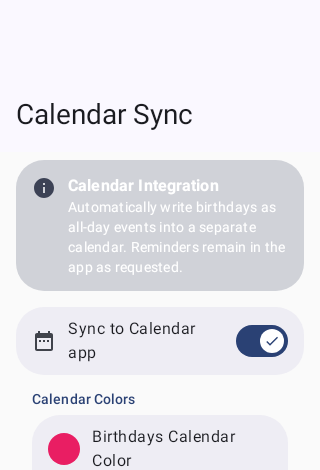 Calendar Sync
Calendar Integration
Automatically write birthdays as
all-day events into a separate
calendar. Reminders remain in the
app as requested.
Sync to Calendar
app
Calendar Colors
Birthdays Calendar
Color